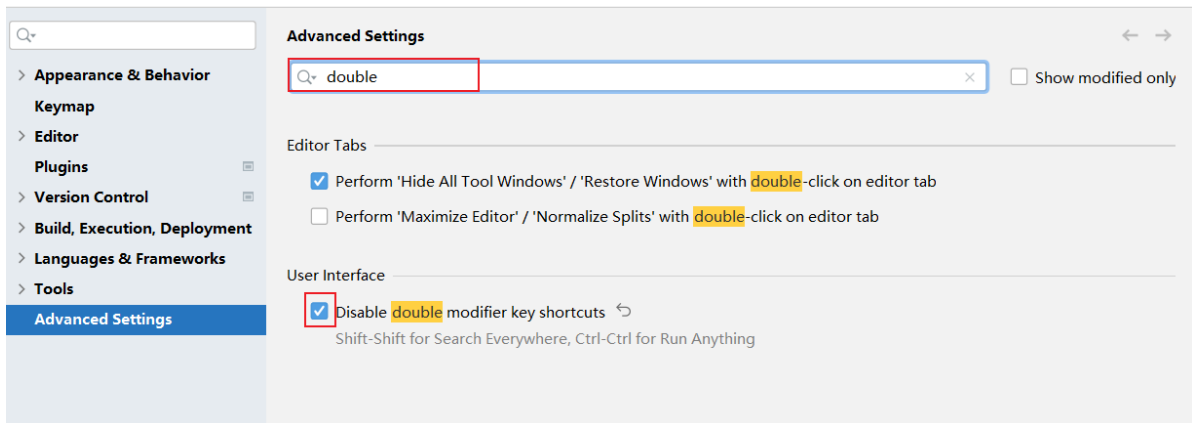 Advanced Settings
double
Show modified only
Appearance & Behavior
Keymap
Editor
Plugins
Version Control
Build, Execution, Deployment
Languages & Frameworks
Tools
Advanced Settings
Editor Tabs
Perform 'Hide All Tool Windows' / 'Restore Windows' with double-click on editor tab
Perform 'Maximize Editor' / 'Normalize Splits' with double-click on editor tab
User Interface
Disable double modifier key shortcuts
Shift-Shift for Search Everywhere, Ctrl-Ctrl for Run Anything